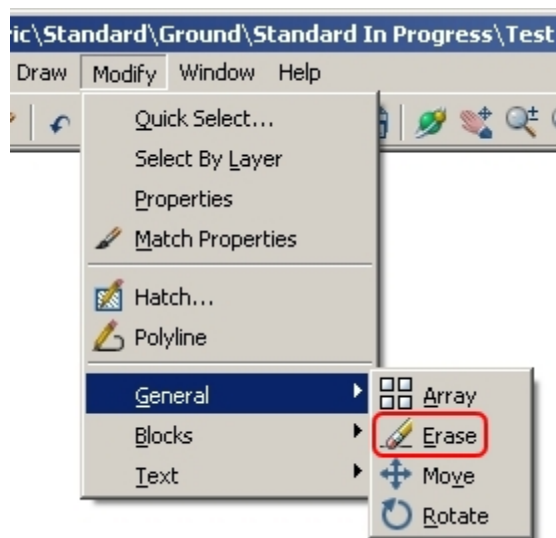 ic\Standard\Ground\Standard In Progress\Test
Draw Modify Window Help
Quick Select...
Select By Layer
Properties
Match Properties
Hatch...
Polyline
General
Blocks
Text
Array
Erase
Move
Rotate